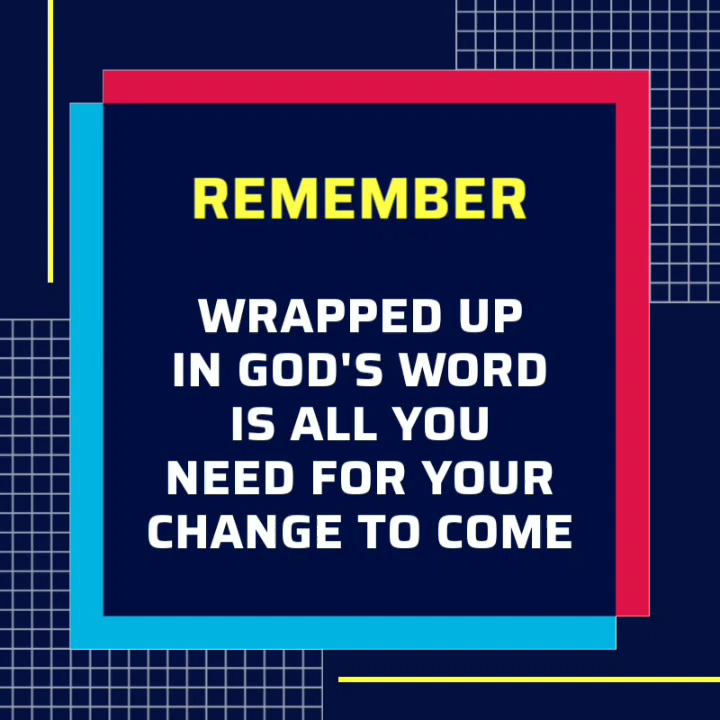 REMEMBER
WRAPPED UP
IN GOD'S WORD
IS ALL YOU
NEED FOR YOUR
CHANGE TO COME